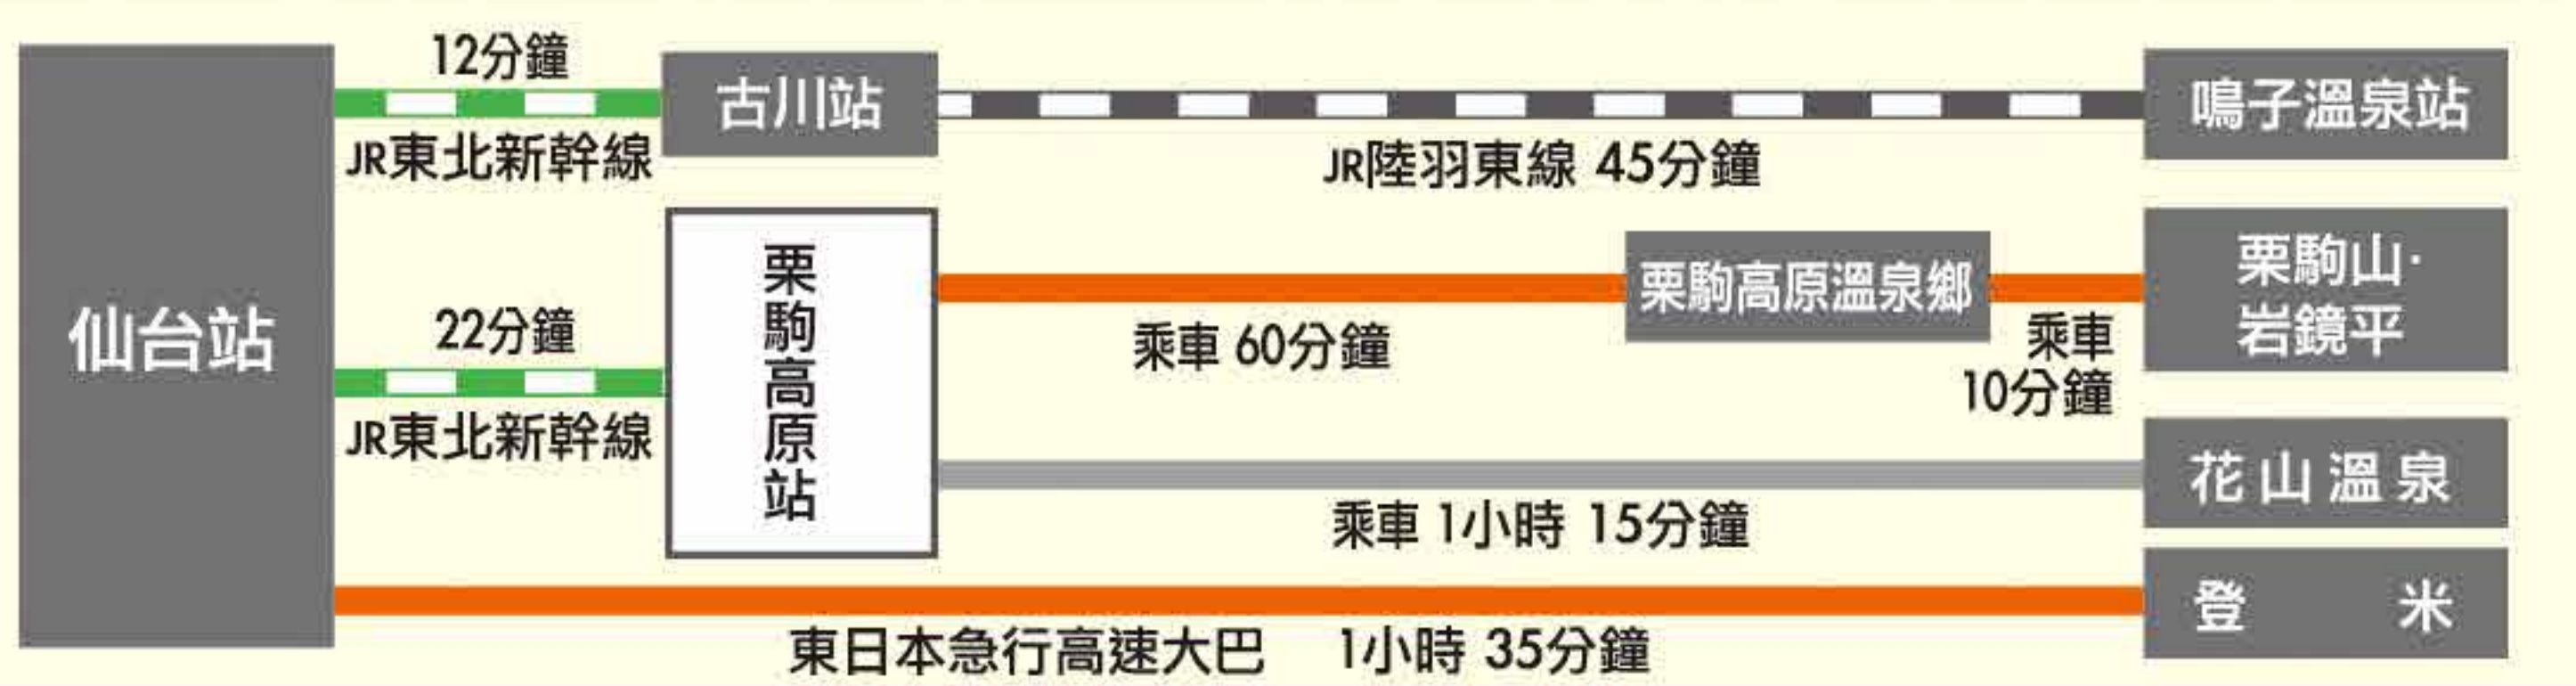 仙台站
12分鐘
JR東北新幹線
古川站
JR陸羽東線 45分鐘
鳴子溫泉站
22分鐘
JR東北新幹線
栗駒高原站
乘車 60分鐘
栗駒高原溫泉鄉
乘車
10分鐘
栗駒山·
岩鏡平
乘車 1小時 15分鐘
花山溫泉
東日本急行高速大巴 1小時 35分鐘
登米